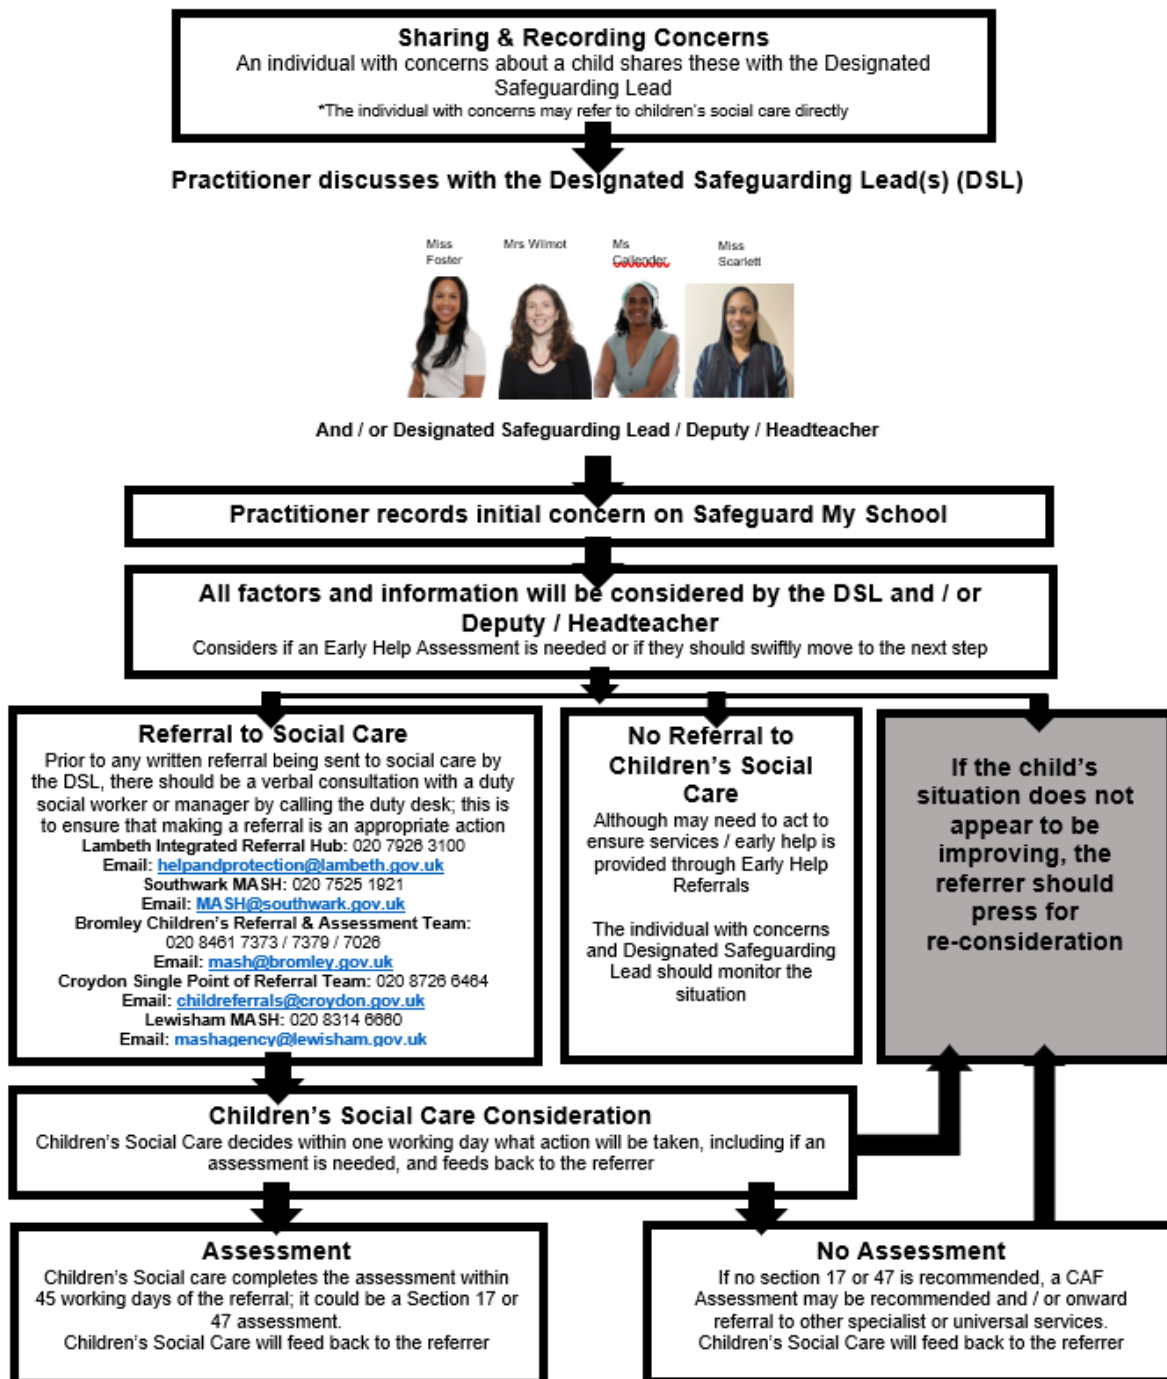 Sharing & Recording Concerns
An individual with concerns about a child shares these with the Designated
Safeguarding Lead
*The individual with concerns may refer to children's social care directly
Practitioner discusses with the Designated Safeguarding Lead(s) (DSL)
Miss
Foster
Mrs Wilmot
Ms
Callender
Miss
Scarlett
And / or Designated Safeguarding Lead / Deputy / Headteacher
Practitioner records initial concern on Safeguard My School
All factors and information will be considered by the DSL and / or
Deputy / Headteacher
Considers if an Early Help Assessment is needed or if they should swiftly move to the next step
Referral to Social Care
Prior to any written referral being sent to social care by
the DSL, there should be a verbal consultation with a duty
social worker or manager by calling the duty desk; this is
to ensure that making a referral is an appropriate action
Lambeth Integrated Referral Hub: 020 7926 3100
Email: helpandprotection@lambeth.gov.uk
Southwark MASH: 020 7525 1921
Email: MASH@southwark.gov.uk
Bromley Children's Referral & Assessment Team:
020 8461 7373 / 7379 / 7026
Email: mash@bromley.gov.uk
Croydon Single Point of Referral Team: 020 8726 6464
Email: childreferrals@croydon.gov.uk
Lewisham MASH: 020 8314 6660
Email: mashagency@lewisham.gov.uk
No Referral to
Children's Social
Care
Although may need to act to
ensure services / early help is
provided through Early Help
Referrals
The individual with concerns
and Designated Safeguarding
Lead should monitor the
situation
If the child's
situation does not
appear to be
improving, the
referrer should
press for
re-consideration
Children's Social Care Consideration
Children's Social Care decides within one working day what action will be taken, including if an
assessment is needed, and feeds back to the referrer
Assessment
Children's Social care completes the assessment within
45 working days of the referral; it could be a Section 17 or
47 assessment.
Children's Social Care will feed back to the referrer
No Assessment
If no section 17 or 47 is recommended, a CAF
Assessment may be recommended and / or onward
referral to other specialist or universal services.
Children's Social Care will feed back to the referrer